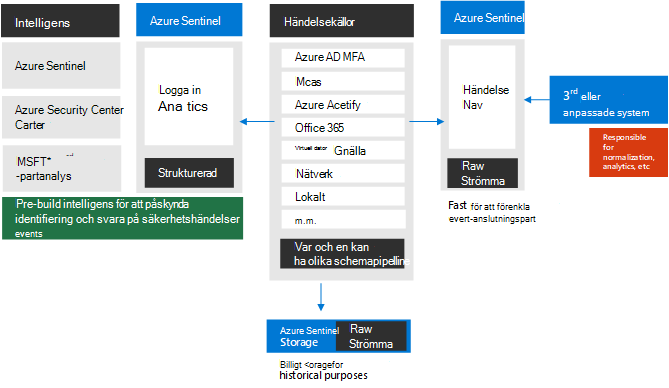 Intelligens
Azure Sentinel
Azure Security Center
Carter
MSFT* rd
-partanalys
Pre-build intelligens för att påskynda
identifiering och svara på säkerhetshändelser
events
Azure Sentinel
Logga in
Ana tics
Strukturerad
Händelsekällor
Azure AD MFA
Mcas
Azure Acetify
Office 365
Virtuell dator Gnälla
Nätverk
Lokalt
m.m.
Var och en kan
ha olika schemapipeline
Azure Sentinel
Storage
Raw
Strömma
Billigt <oragefor
historical purposes
Azure Sentinel
Händelse
Nav
Raw
Strömma
Fast för att förenkla
evert-anslutningspart
3rd eller
anpassade system
Responsible
for
normalization,
analytics, etc